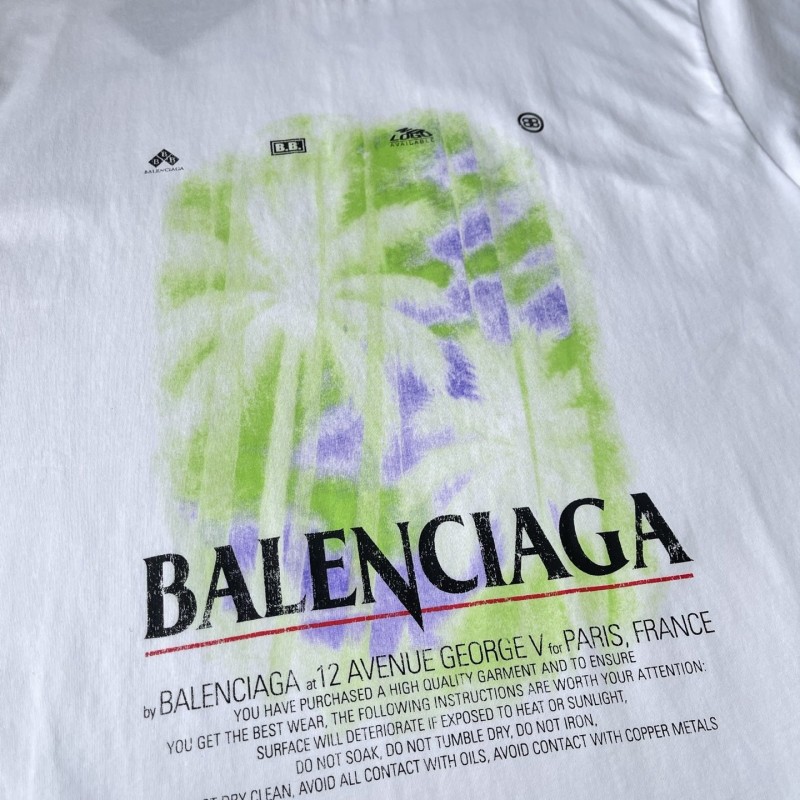 BALENCIAGA
B.B.
LOGO
AVAILABLE
BB
BALENCIAGA
by BALENCIAGA at 12 AVENUE GEORGE V for PARIS, FRANCE
YOU HAVE PURCHASED A HIGH QUALITY GARMENT AND TO ENSURE
YOU GET THE BEST WEAR, THE FOLLOWING INSTRUCTIONS ARE WORTH YOUR ATTENTION:
SURFACE WILL DETERIORATE IF EXPOSED TO HEAT OR SUNLIGHT,
DO NOT SOAK, DO NOT TUMBLE DRY, DO NOT IRON,
DRY CLEAN, AVOID ALL CONTACT WITH OILS, AVOID CONTACT WITH COPPER METALS